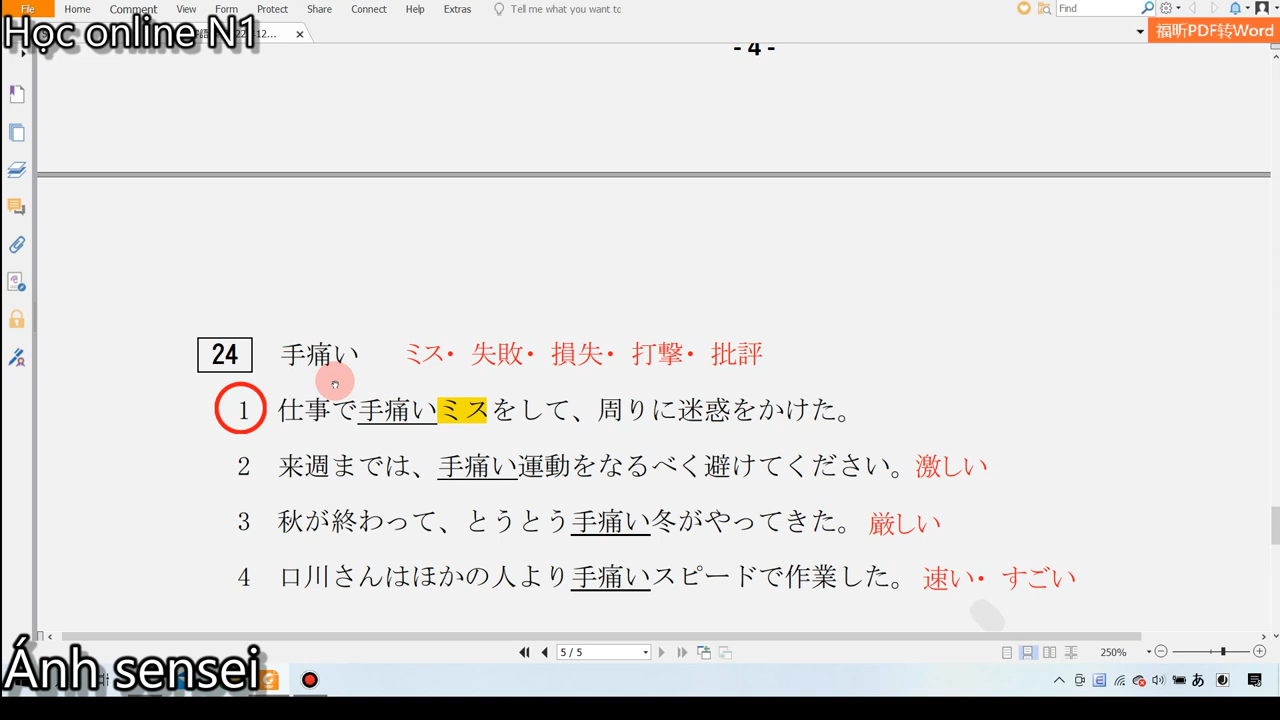 File Home Comment View Form Protect Share Connect Help Extras Tell me what you want to Find
Học online N1
12...
福昕PDF转Word
- 4 -
24 手痛い ミス・ 失敗・ 損失・ 打撃・ 批評
1 仕事で手痛いミスをして、周りに迷惑をかけた。
2 来週までは、手痛い運動をなるべく避けてください。激しい
3 秋が終わって、とうとう手痛い冬がやってきた。 厳しい
4 口川さんはほかの人より手痛いスピードで作業した。 速い・ すごい
5 / 5 250%
Ánh sensei
あ